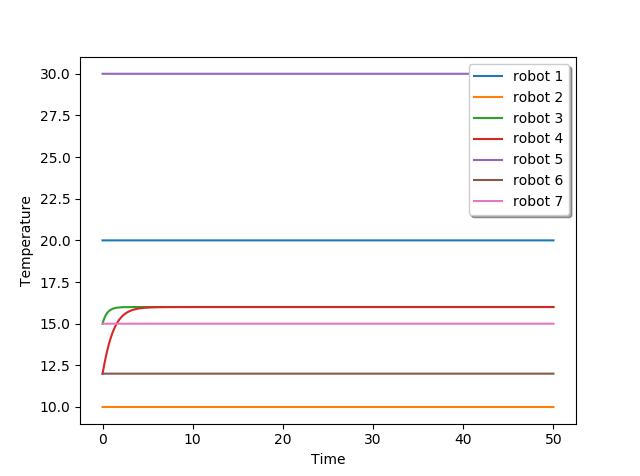 30.0
27.5
25.0
22.5
20.0
17.5
15.0
12.5
10.0
Temperature
0
10
20
30
40
50
Time
robot 1
robot 2
robot 3
robot 4
robot 5
robot 6
robot 7